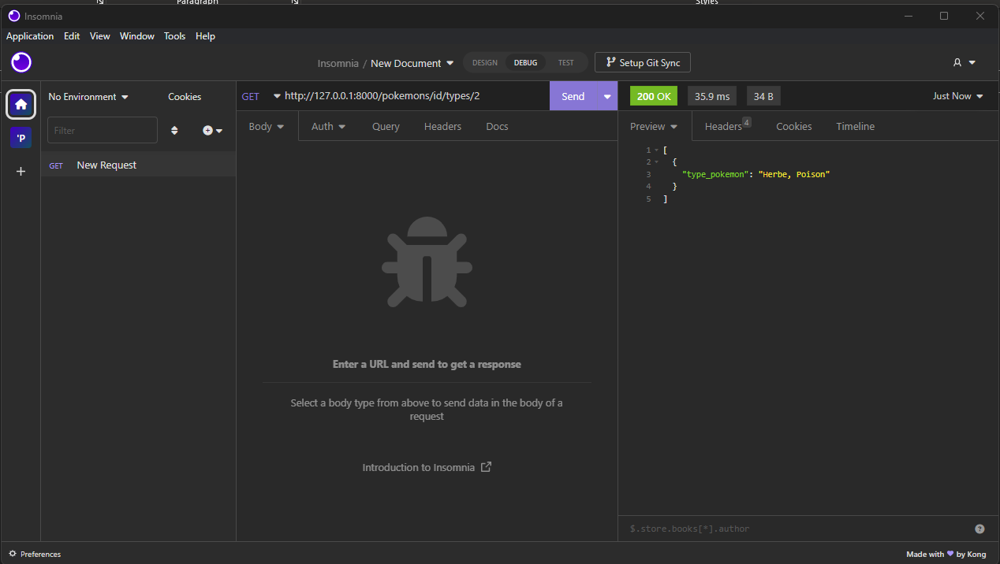 Paragraph
Styles
Insomnia
Application Edit View Window Tools Help
Insomnia / New Document
DESIGN DEBUG TEST
Setup Git Sync
No Environment
Cookies
GET http://127.0.0.1:8000/pokemons/id/types/2
Send
200 OK
35.9 ms
34 B
Just Now
Filter
'P
GET New Request
Body Auth Query Headers Docs
Preview Headers 4 Cookies Timeline
1 [
2 {
3 "type_pokemon": "Herbe, Poison"
4 }
5 ]
Enter a URL and send to get a response
Select a body type from above to send data in the body of a
request
Introduction to Insomnia
$.store.books[*].author
?
Preferences
Made with 💜 by Kong